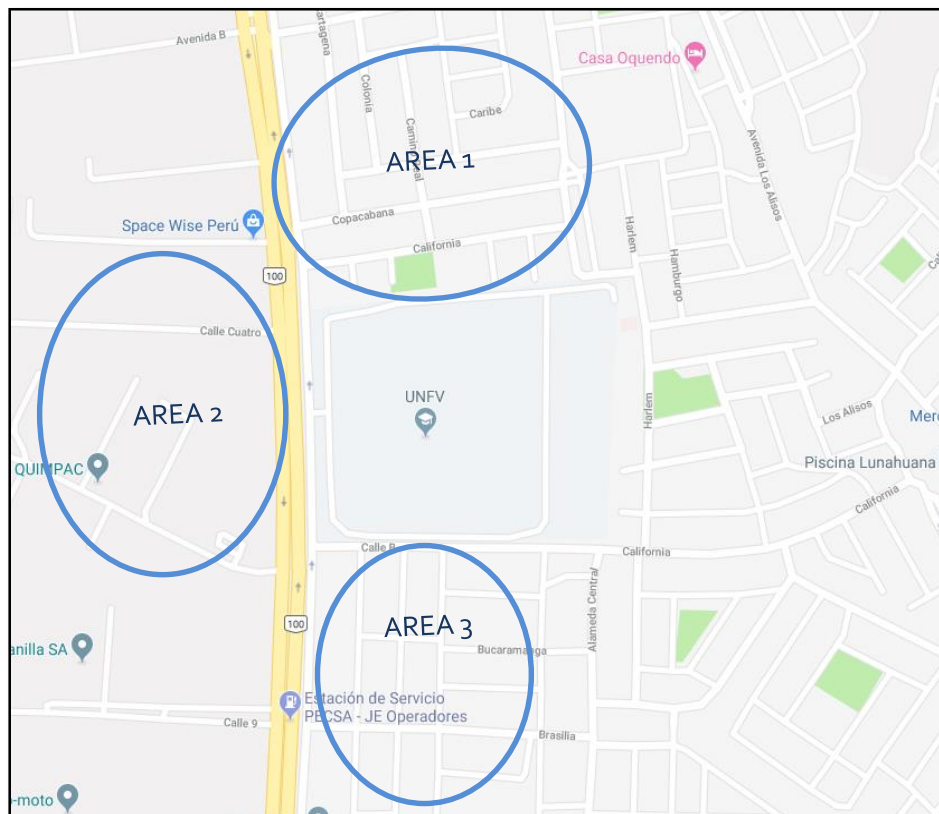 Avenida B
Cartagena
Colonia
Caribe
Casa Oquendo
AREA 1
Avenida Los Alisos
Copacabana
Space Wise Perú
California
Harlem
Hamburgo
100
Calle Cuatro
UNFV
AREA 2
Harlem
Los Alisos
QUIMPAC
Piscina Lunahuana
California
Calle B
California
Alameda Central
100
AREA 3
anilla SA
Bucaramanga
Estación de Servicio
PECSA - JE Operadores
Calle 9
Brasilia
-moto